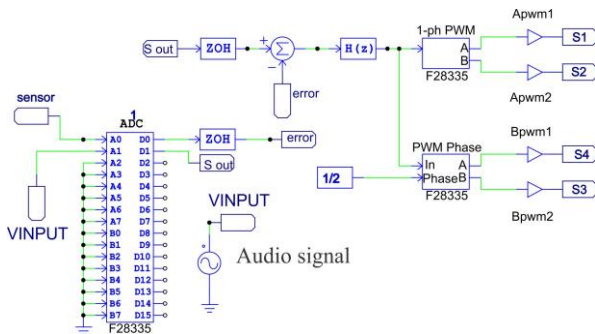 1-ph PWM
Apwm1
S out
ZOH
+
Σ
−
H(z)
A
B
S1
S2
F28335
Apwm2
error
sensor
1
ADC
PWM Phase
Bpwm1
A0 D0
A1 D1
A2 D2
A3 D3
A4 D4
A5 D5
A6 D6
A7 D7
B0 D8
B1 D9
B2 D10
B3 D11
B4 D12
B5 D13
B6 D14
B7 D15
F28335
ZOH
error
S out
1/2
In A
Phase B
F28335
S4
S3
Bpwm2
VINPUT
VINPUT
Audio signal